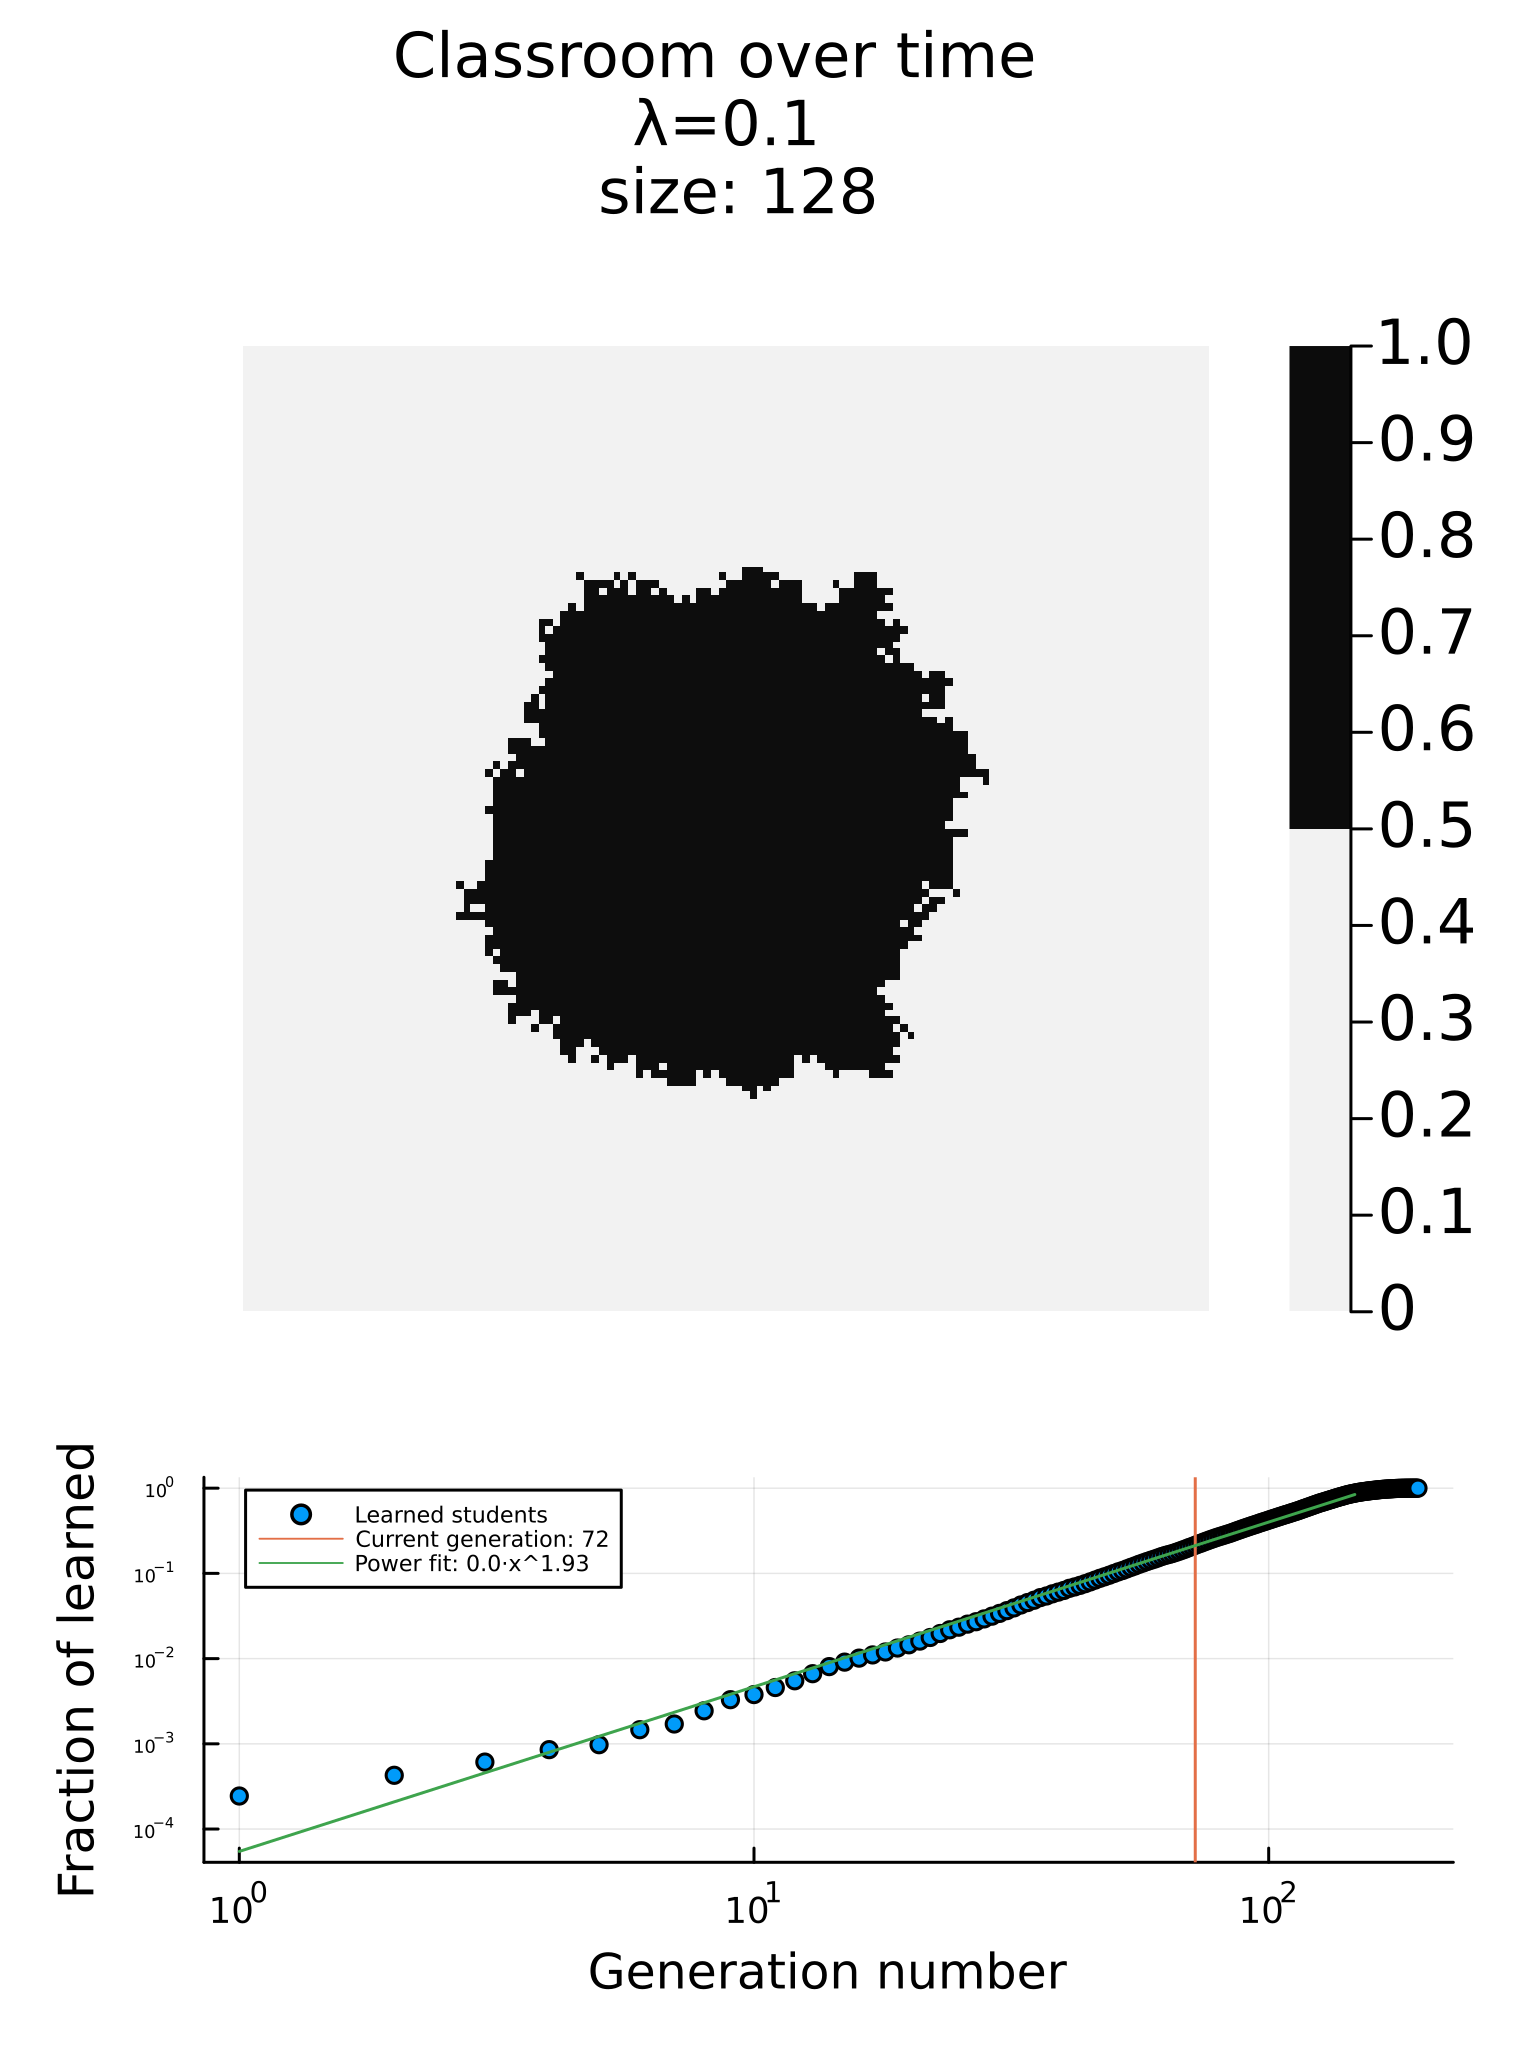 Classroom over time
λ=0.1
size: 128
1.0
0.9
0.8
0.7
0.6
0.5
0.4
0.3
0.2
0.1
0
Fraction of learned
10^0
10^-1
10^-2
10^-3
10^-4
Learned students
Current generation: 72
Power fit: 0.0·x^1.93
10^0 10^1 10^2
Generation number